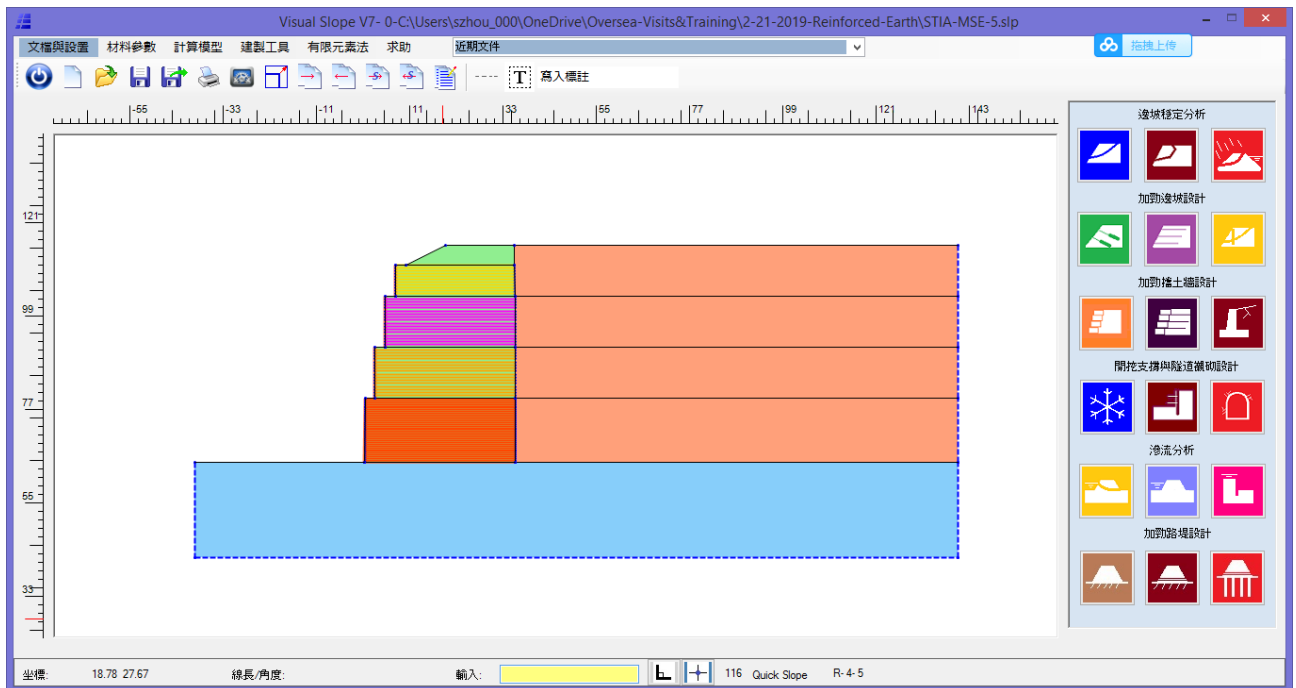 Visual Slope V7- 0-C:\Users\szhou_000\OneDrive\Oversea-Visits&Training\2-21-2019-Reinforced-Earth\STIA-MSE-5.slp
文檔與設置 材料參數 計算模型 建製工具 有限元素法 求助 近期文件
拖拽上传
T 寫入標註
-55 -33 -11 11 33 55 77 99 121 143
121
99
77
55
33
邊坡穩定分析
加勁邊坡設計
加勁擋土牆設計
開挖支撐與隧道襯砌設計
滲流分析
加勁路堤設計
坐標: 18.78 27.67 線長/角度: 輸入: 116 Quick Slope R- 4- 5